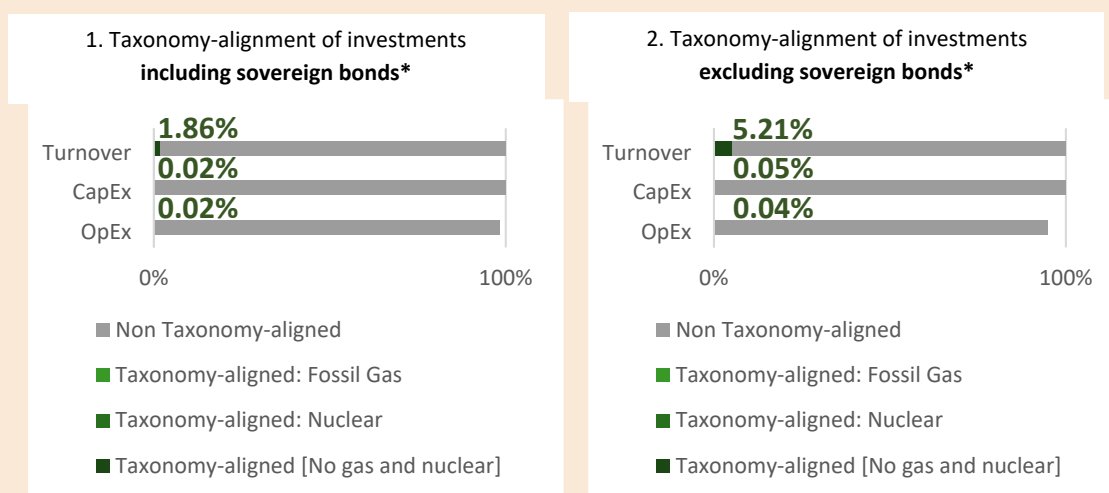 1. Taxonomy-alignment of investments
including sovereign bonds*
1.86%
Turnover
0.02%
CapEx
0.02%
OpEx
0%
100%
Non Taxonomy-aligned
Taxonomy-aligned: Fossil Gas
Taxonomy-aligned: Nuclear
Taxonomy-aligned [No gas and nuclear]
2. Taxonomy-alignment of investments
excluding sovereign bonds*
5.21%
Turnover
0.05%
CapEx
0.04%
OpEx
0%
100%
Non Taxonomy-aligned
Taxonomy-aligned: Fossil Gas
Taxonomy-aligned: Nuclear
Taxonomy-aligned [No gas and nuclear]